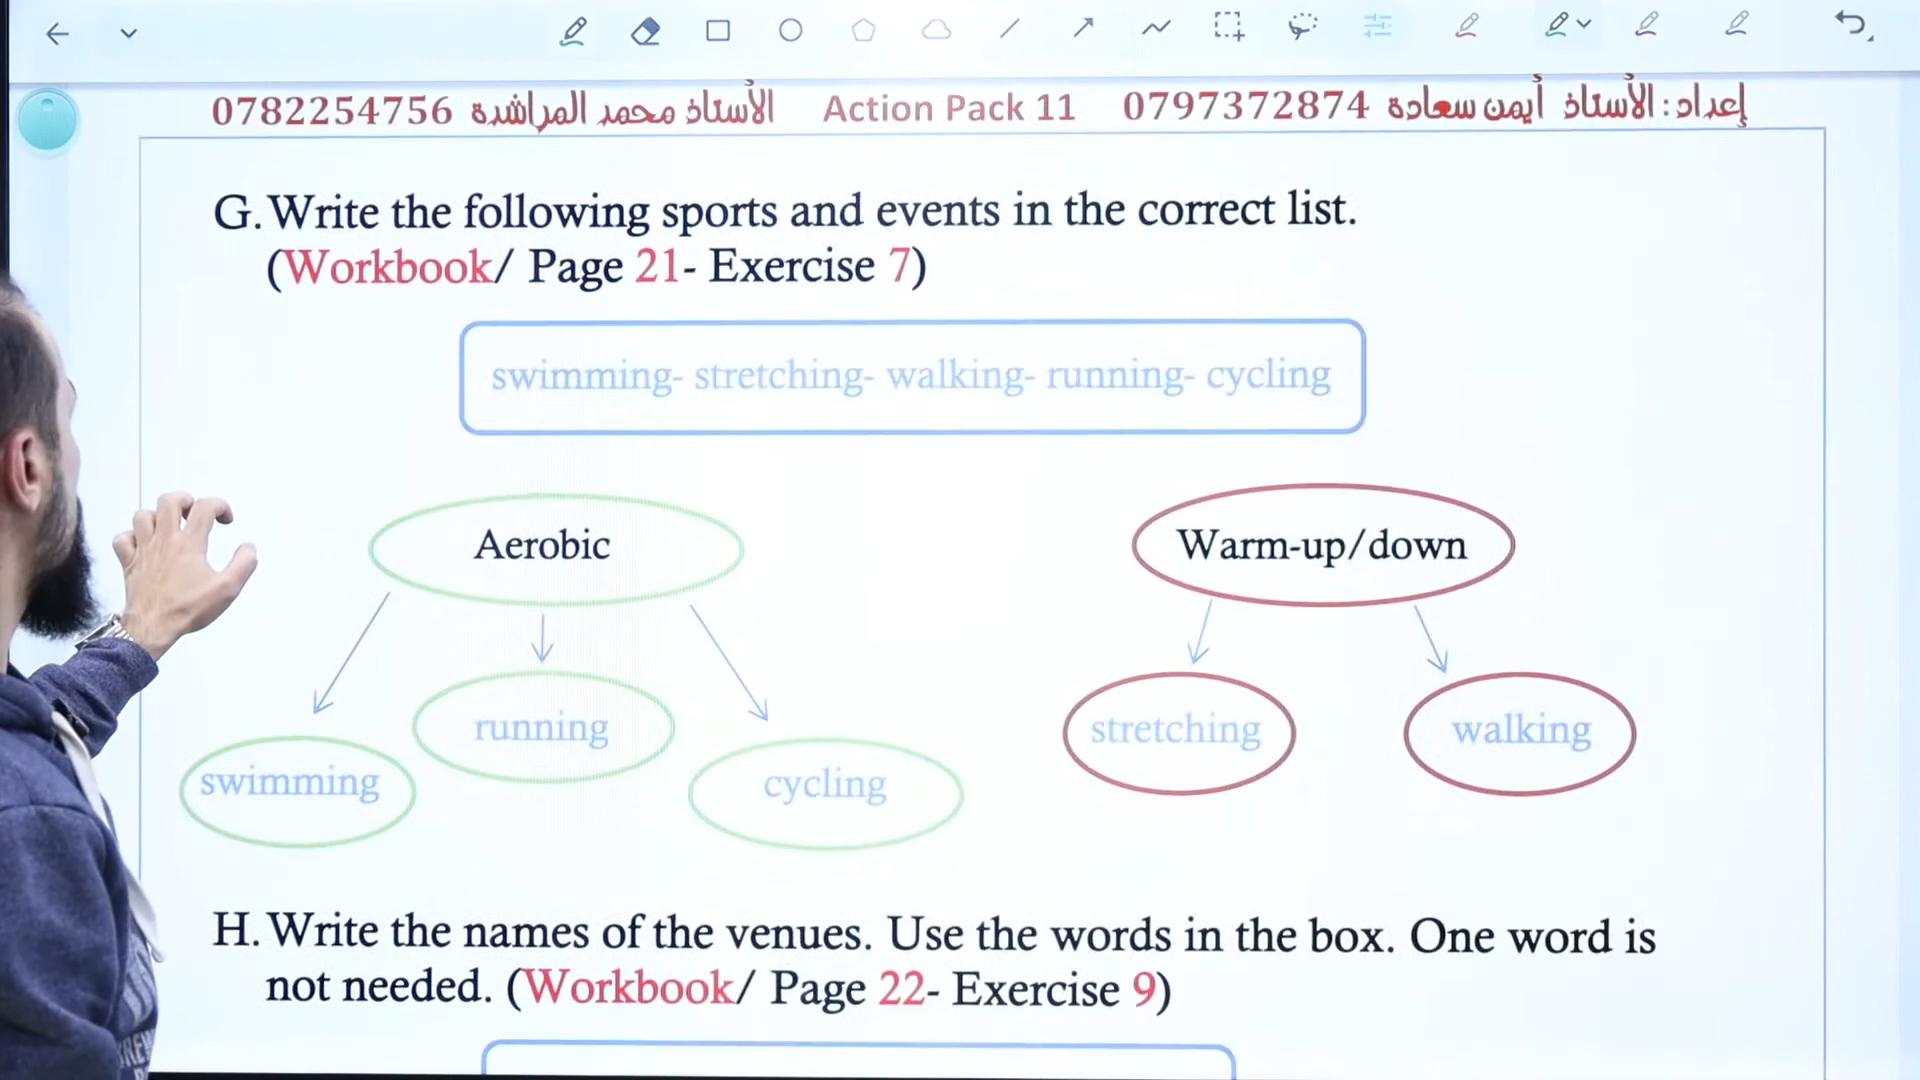 إعداد: الأستاذ أيمن سعادة 0797372874 Action Pack 11 الأستاذ محمد المراشدة 0782254756
G. Write the following sports and events in the correct list.
(Workbook/ Page 21- Exercise 7)
swimming- stretching- walking- running- cycling
Aerobic
Warm-up/down
swimming
running
cycling
stretching
walking
H. Write the names of the venues. Use the words in the box. One word is
not needed. (Workbook/ Page 22- Exercise 9)